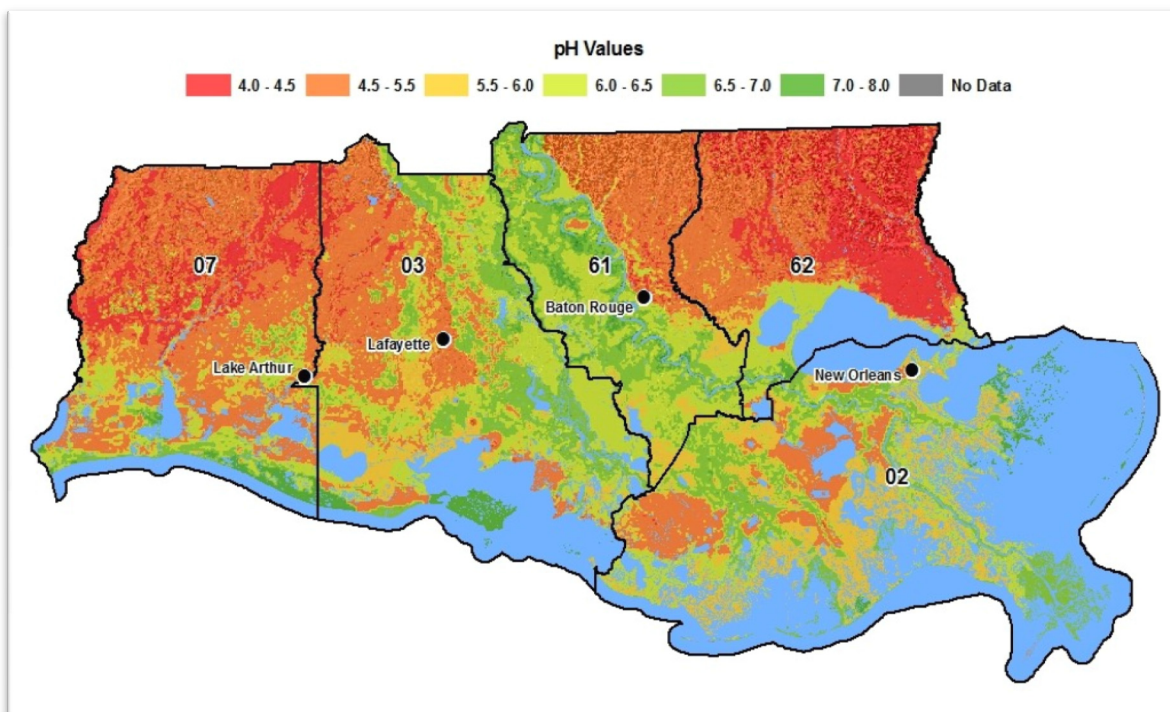 pH Values
4.0 - 4.5 4.5 - 5.5 5.5 - 6.0 6.0 - 6.5 6.5 - 7.0 7.0 - 8.0 No Data
07
03
61
62
Baton Rouge
Lafayette
Lake Arthur
New Orleans
02